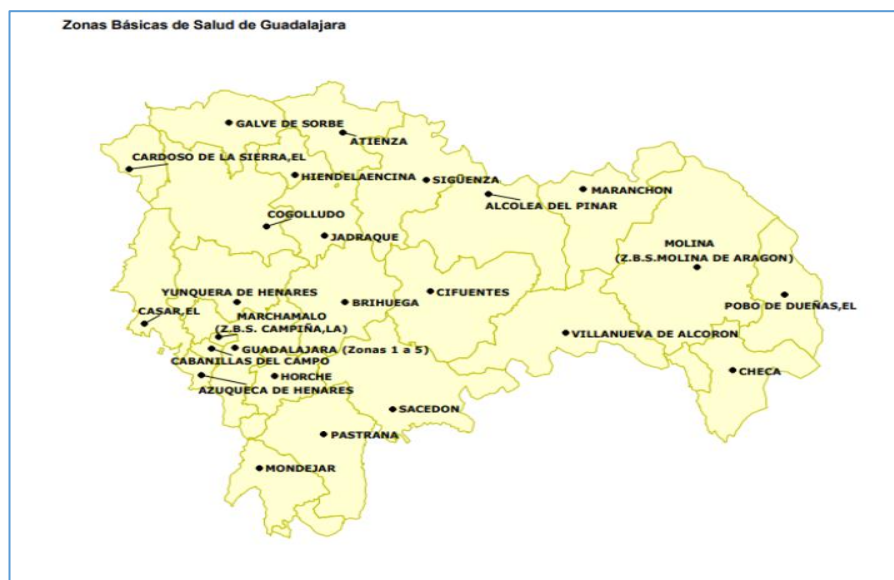 Zonas Básicas de Salud de Guadalajara
GALVE DE SORBE
ATIENZA
CARDOSO DE LA SIERRA,EL
HIENDELAENCINA
SIGÜENZA
MARANCHON
ALCOLEA DEL PINAR
COGOLLUDO
JADRAQUE
MOLINA
(Z.B.S.MOLINA DE ARAGON)
YUNQUERA DE HENARES
CIFUENTES
BRIHUEGA
POBO DE DUEÑAS,EL
CASAR,EL
MARCHAMALO
(Z.B.S. CAMPIÑA,LA)
VILLANUEVA DE ALCORON
GUADALAJARA (Zonas 1 a 5)
CABANILLAS DEL CAMPO
HORCHE
CHECA
AZUQUECA DE HENARES
SACEDON
PASTRANA
MONDEJAR